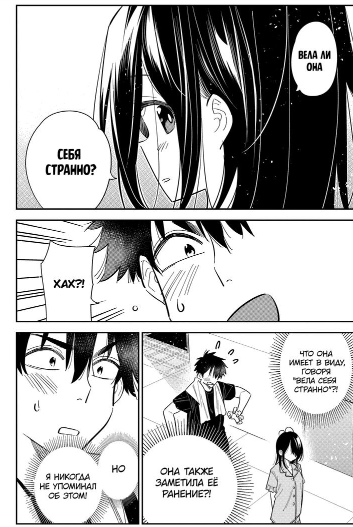 ВЕЛА ЛИ
ОНА
СЕБЯ
СТРАННО?
ХАХ?!
ЧТО ОНА
ИМЕЕТ В ВИДУ,
ГОВОРЯ
"ВЕЛА СЕБЯ
СТРАННО"?!
ОНА ТАКЖЕ
ЗАМЕТИЛА ЕЁ
РАНЕНИЕ?!
НО
Я НИКОГДА
НЕ УПОМИНАЛ
ОБ ЭТОМ!